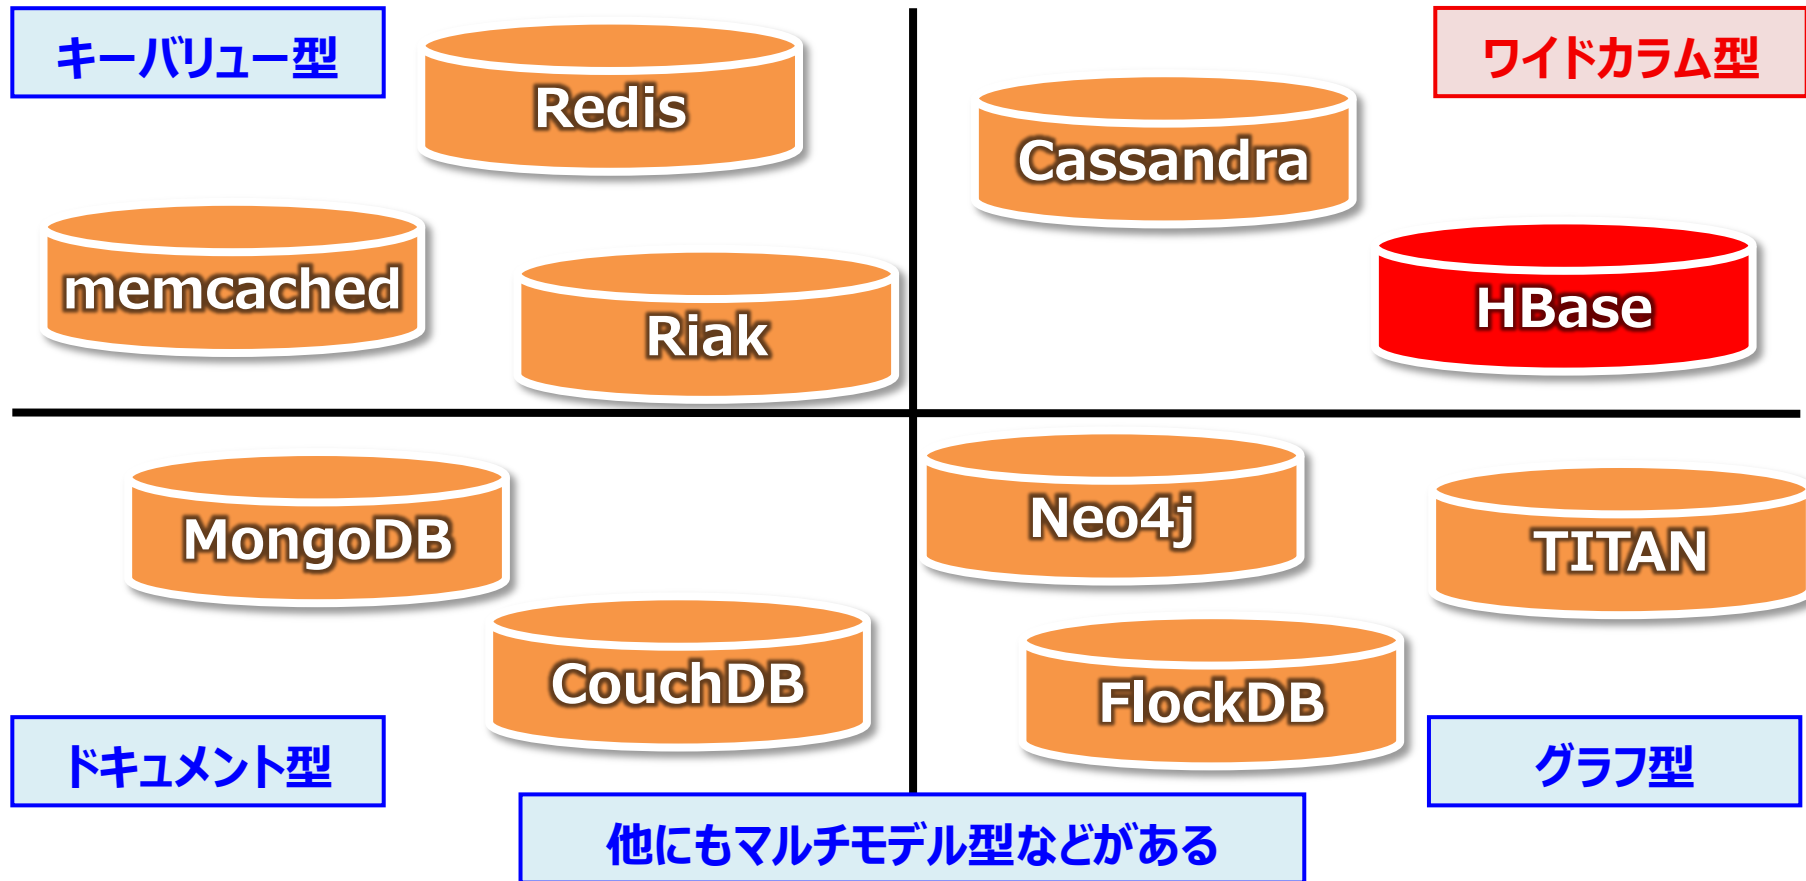 キーバリュー型
Redis
memcached
Riak
ワイドカラム型
Cassandra
HBase
MongoDB
CouchDB
ドキュメント型
Neo4j
TITAN
FlockDB
グラフ型
他にもマルチモデル型などがある